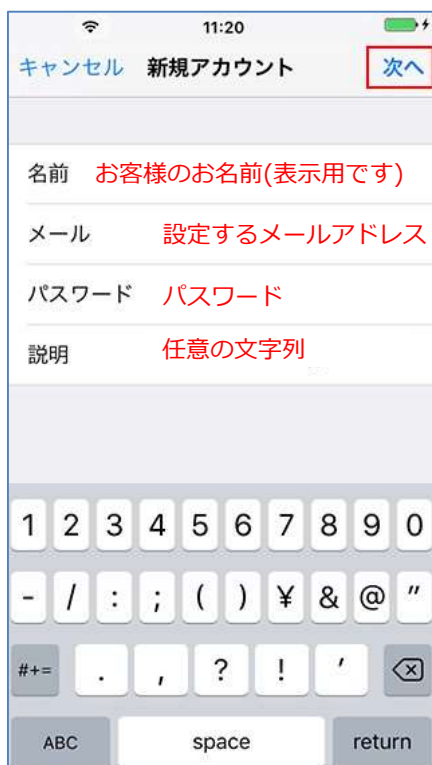 11:20
キャンセル 新規アカウント 次へ
名前 お客様のお名前(表示用です)
メール 設定するメールアドレス
パスワード パスワード
説明 任意の文字列
1 2 3 4 5 6 7 8 9 0
- / : ; ( ) ¥ & @ "
#+= . , ? ! ′
ABC space return